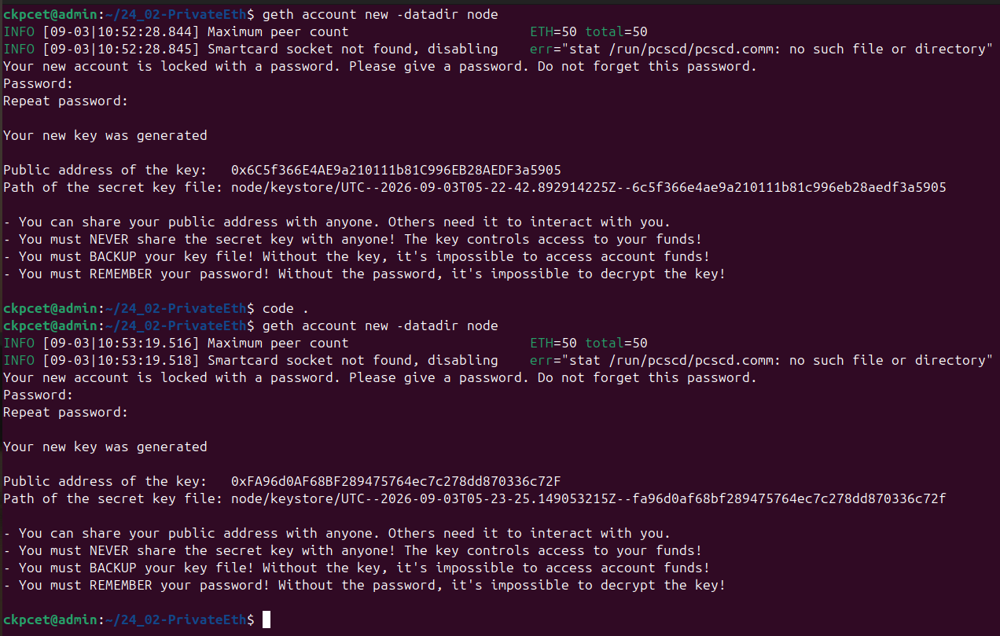 ckpcet@admin:~/24_02-PrivateEth$ geth account new -datadir node
INFO [09-03|10:52:28.844] Maximum peer count                       ETH=50 total=50
INFO [09-03|10:52:28.845] Smartcard socket not found, disabling    err="stat /run/pcscd/pcscd.comm: no such file or directory"
Your new account is locked with a password. Please give a password. Do not forget this password.
Password:
Repeat password:

Your new key was generated

Public address of the key:   0x6C5f366E4AE9a210111b81C996EB28AEDF3a5905
Path of the secret key file: node/keystore/UTC--2026-09-03T05-22-42.892914225Z--6c5f366e4ae9a210111b81c996eb28aedf3a5905

- You can share your public address with anyone. Others need it to interact with you.
- You must NEVER share the secret key with anyone! The key controls access to your funds!
- You must BACKUP your key file! Without the key, it's impossible to access account funds!
- You must REMEMBER your password! Without the password, it's impossible to decrypt the key!

ckpcet@admin:~/24_02-PrivateEth$ code .
ckpcet@admin:~/24_02-PrivateEth$ geth account new -datadir node
INFO [09-03|10:53:19.516] Maximum peer count                       ETH=50 total=50
INFO [09-03|10:53:19.518] Smartcard socket not found, disabling    err="stat /run/pcscd/pcscd.comm: no such file or directory"
Your new account is locked with a password. Please give a password. Do not forget this password.
Password:
Repeat password:

Your new key was generated

Public address of the key:   0xFA96d0AF68BF289475764ec7c278dd870336c72F
Path of the secret key file: node/keystore/UTC--2026-09-03T05-23-25.149053215Z--fa96d0af68bf289475764ec7c278dd870336c72f

- You can share your public address with anyone. Others need it to interact with you.
- You must NEVER share the secret key with anyone! The key controls access to your funds!
- You must BACKUP your key file! Without the key, it's impossible to access account funds!
- You must REMEMBER your password! Without the password, it's impossible to decrypt the key!

ckpcet@admin:~/24_02-PrivateEth$